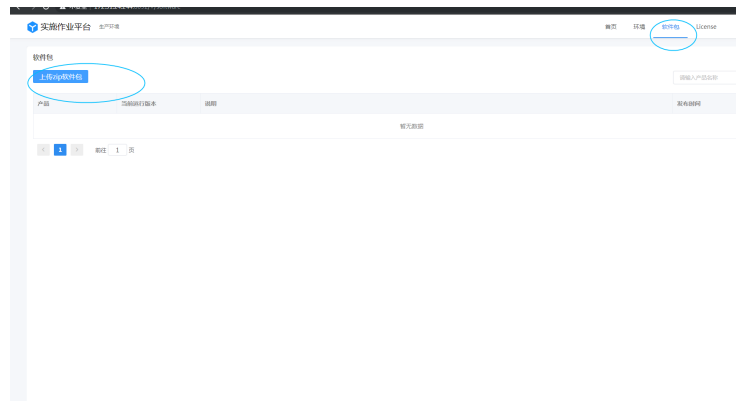 实施作业平台 生产环境 首页 环境 软件包 License
软件包
上传zip软件包
请输入产品名称
产品 当前运行版本 说明 发布时间
暂无数据
1 前往 1 页